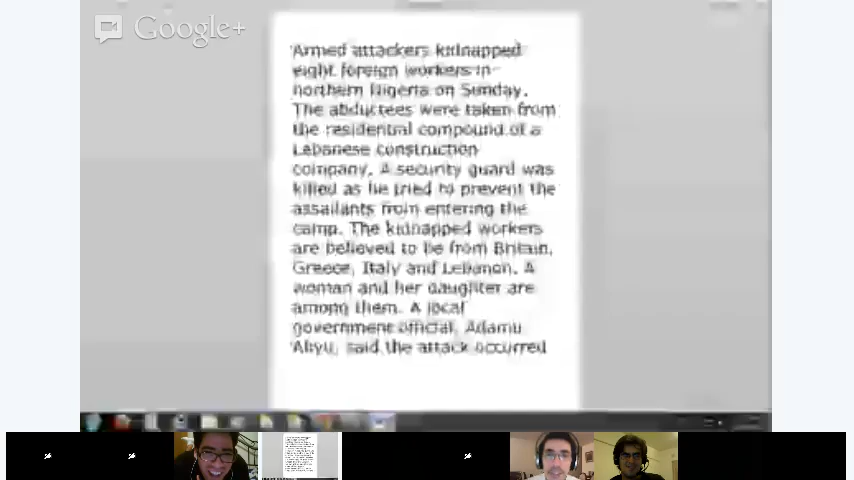 Google+
Armed attackers kidnapped
eight foreign workers in
northern Nigeria on Sunday.
The abductees were taken from
the residential compound of a
Lebanese construction
company. A security guard was
killed as he tried to prevent the
assailants from entering the
camp. The kidnapped workers
are believed to be from Britain,
Greece, Italy and Lebanon. A
woman and her daughter are
among them. A local
government official, Adamu
Aliyu, said the attack occurred